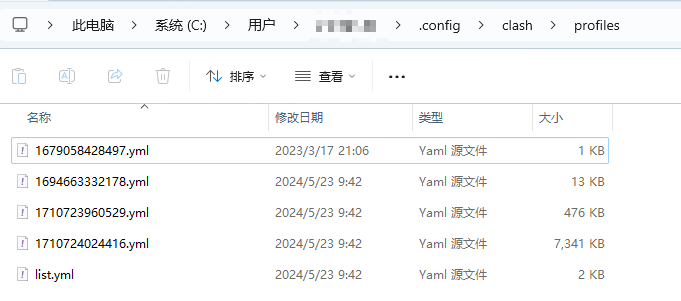 此电脑 > 系统 (C:) > 用户 > > .config > clash > profiles
排序 查看 ...
名称 修改日期 类型 大小
1679058428497.yml 2023/3/17 21:06 Yaml 源文件 1 KB
1694663332178.yml 2024/5/23 9:42 Yaml 源文件 13 KB
1710723960529.yml 2024/5/23 9:42 Yaml 源文件 476 KB
1710724024416.yml 2024/5/23 9:42 Yaml 源文件 7,341 KB
list.yml 2024/5/23 9:42 Yaml 源文件 2 KB